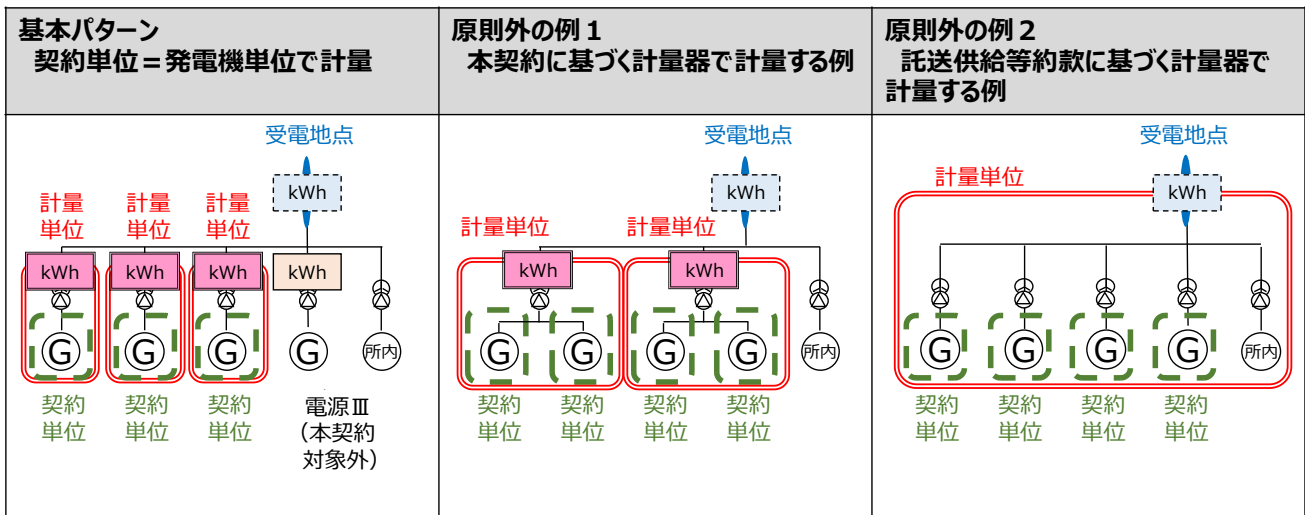 基本パターン
契約単位＝発電機単位で計量
受電地点
kWh
計量
単位
計量
単位
計量
単位
kWh
kWh
kWh
kWh
G
G
G
G
所内
契約
単位
契約
単位
契約
単位
電源Ⅲ
（本契約
対象外）
原則外の例１
本契約に基づく計量器で計量する例
受電地点
kWh
計量単位
計量単位
kWh
kWh
G
G
G
G
所内
契約
単位
契約
単位
契約
単位
契約
単位
原則外の例２
託送供給等約款に基づく計量器で
計量する例
受電地点
計量単位
kWh
G
G
G
G
所内
契約
単位
契約
単位
契約
単位
契約
単位